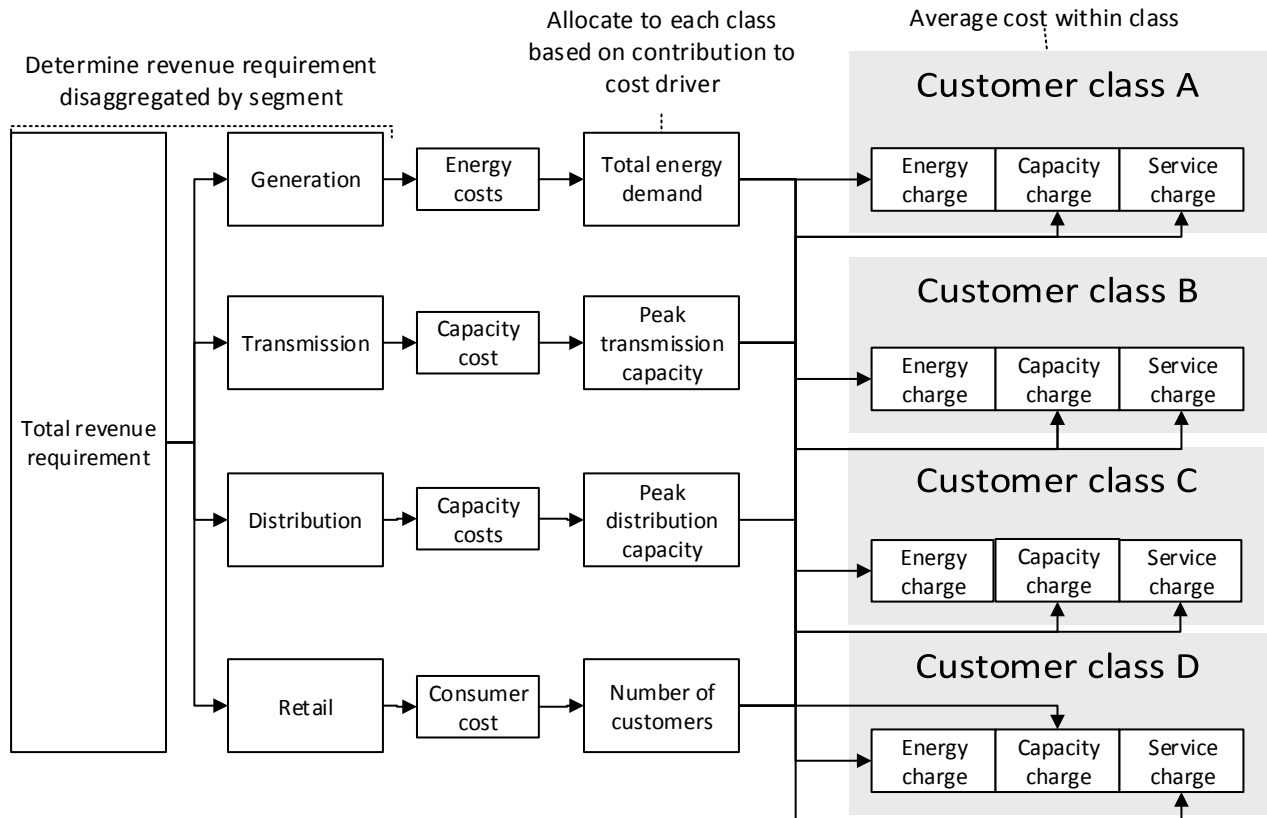 Determine revenue requirement
disaggregated by segment
Allocate to each class
based on contribution to
cost driver
Average cost within class
Total revenue
requirement
Generation
Energy
costs
Total energy
demand
Transmission
Capacity
cost
Peak
transmission
capacity
Distribution
Capacity
costs
Peak
distribution
capacity
Retail
Consumer
cost
Number of
customers
Customer class A
Energy
charge
Capacity
charge
Service
charge
Customer class B
Energy
charge
Capacity
charge
Service
charge
Customer class C
Energy
charge
Capacity
charge
Service
charge
Customer class D
Energy
charge
Capacity
charge
Service
charge